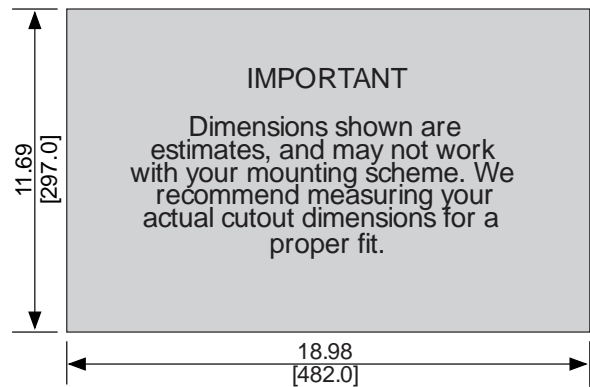 IMPORTANT
Dimensions shown are
estimates, and may not work
with your mounting scheme. We
recommend measuring your
actual cutout dimensions for a
proper fit.
11.69
[297.0]
18.98
[482.0]